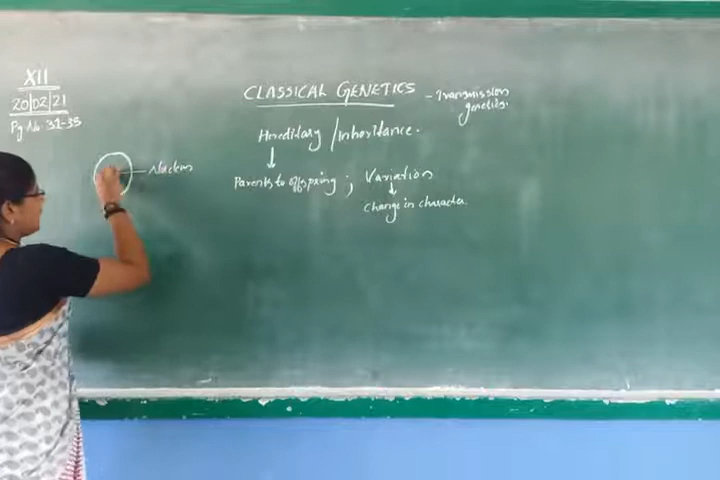 XII
20/02/21
Pg No. 31-35
CLASSICAL GENETICS - Transmission
genetics.
Hreditary / Inheritance.
Nucleus
Parents to offspring ; Variation
Change in character